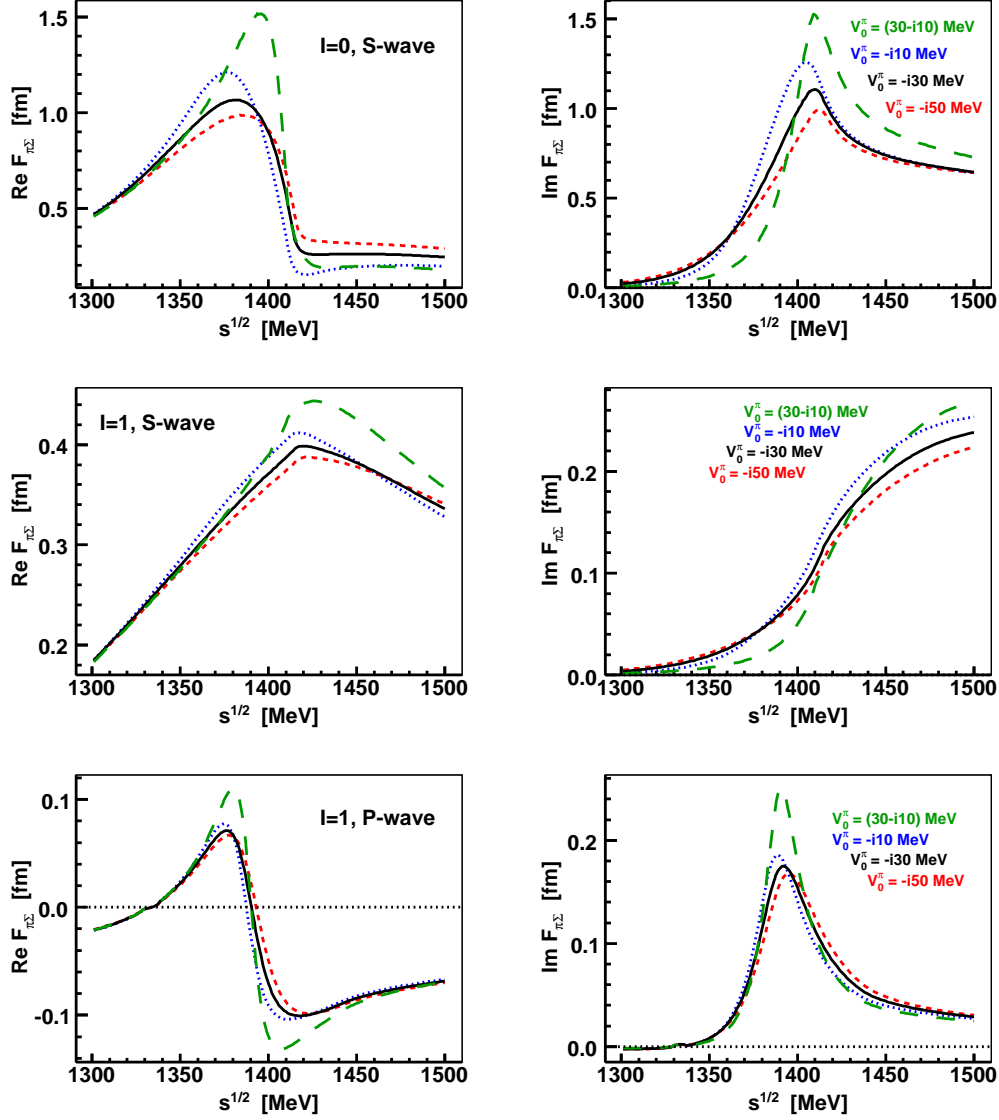 1.5
1.0
0.5
Re F_πΣ [fm]
I=0, S-wave
1300 1350 1400 1450 1500
s^1/2 [MeV]
1.5
1.0
0.5
0.0
Im F_πΣ [fm]
V_0^π = (30-i10) MeV
V_0^π = -i10 MeV
V_0^π = -i30 MeV
V_0^π = -i50 MeV
1300 1350 1400 1450 1500
s^1/2 [MeV]
0.4
0.3
0.2
Re F_πΣ [fm]
I=1, S-wave
1300 1350 1400 1450 1500
s^1/2 [MeV]
0.2
0.1
0.0
Im F_πΣ [fm]
V_0^π = (30-i10) MeV
V_0^π = -i10 MeV
V_0^π = -i30 MeV
V_0^π = -i50 MeV
1300 1350 1400 1450 1500
s^1/2 [MeV]
0.1
0.0
-0.1
Re F_πΣ [fm]
I=1, P-wave
1300 1350 1400 1450 1500
s^1/2 [MeV]
0.2
0.1
0.0
Im F_πΣ [fm]
V_0^π = (30-i10) MeV
V_0^π = -i10 MeV
V_0^π = -i30 MeV
V_0^π = -i50 MeV
1300 1350 1400 1450 1500
s^1/2 [MeV]